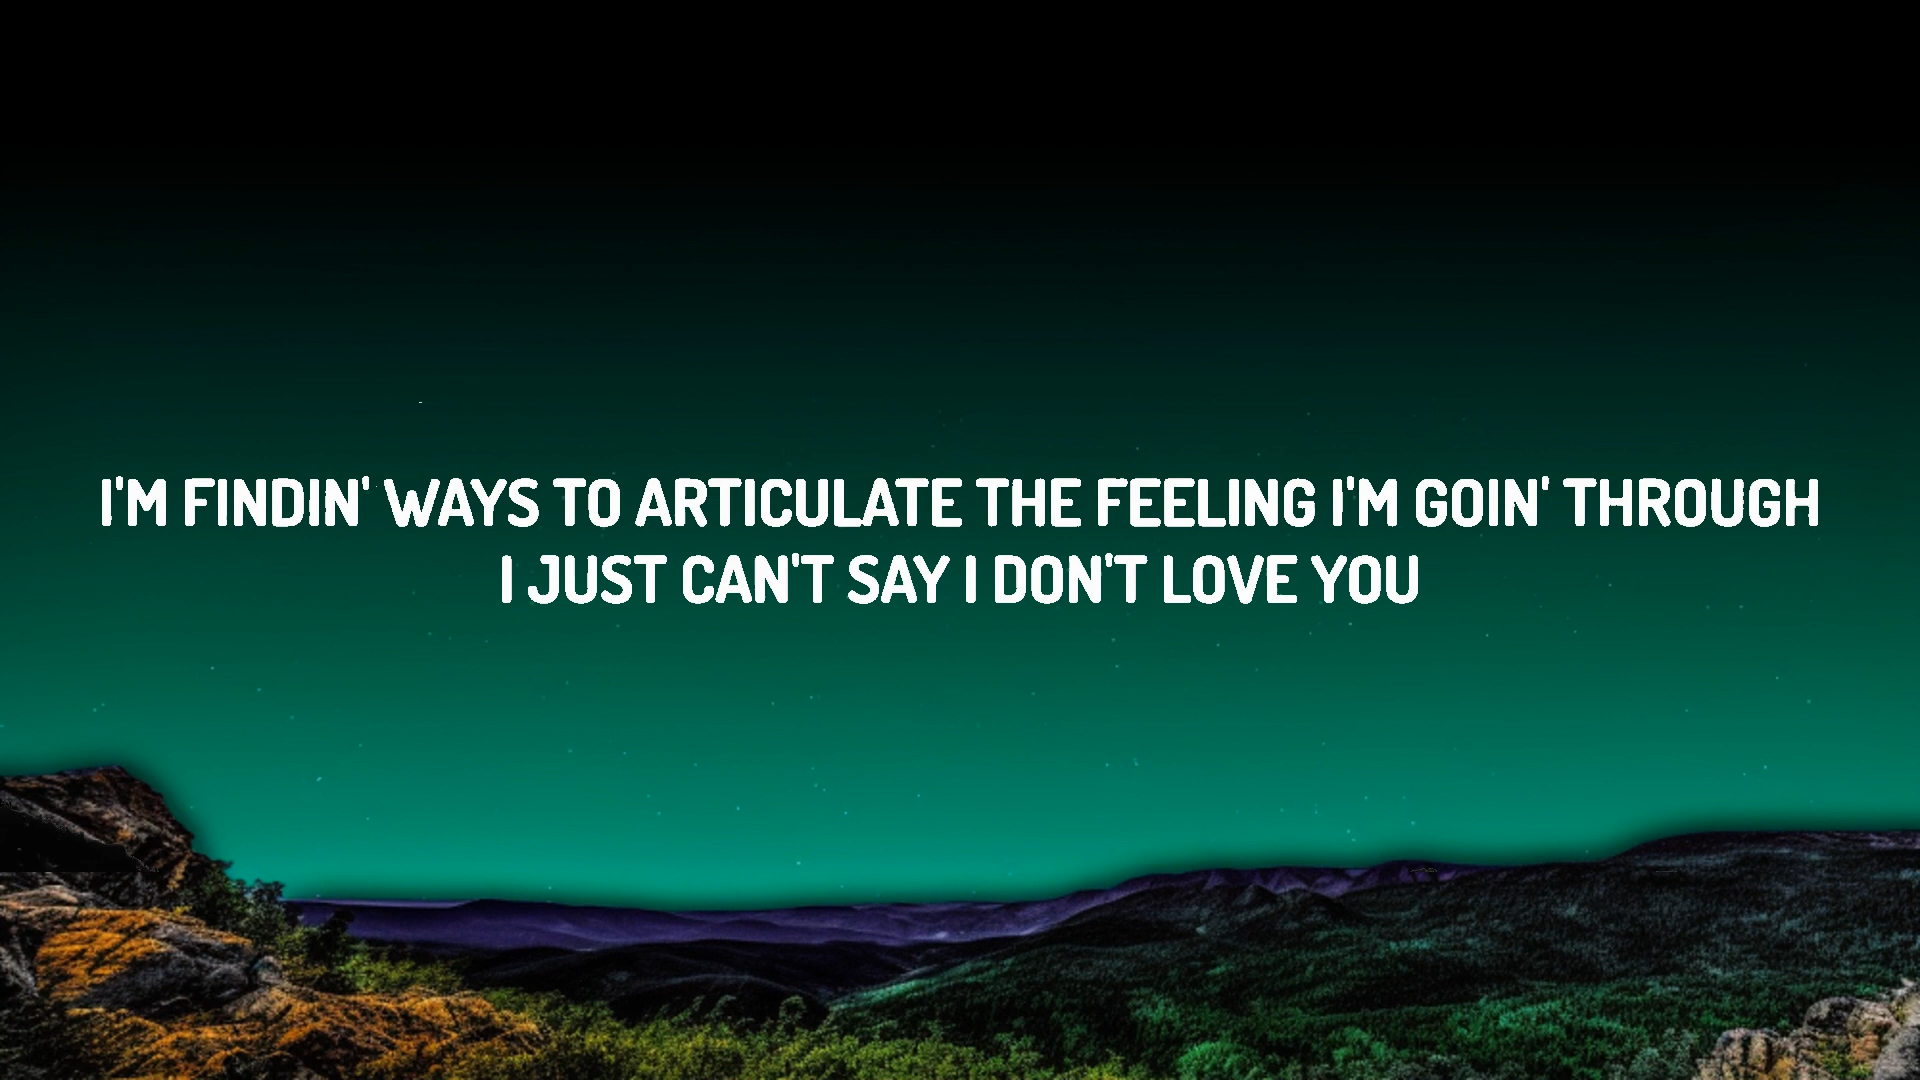 I'M FINDIN' WAYS TO ARTICULATE THE FEELING I'M GOIN' THROUGH
I JUST CAN'T SAY I DON'T LOVE YOU